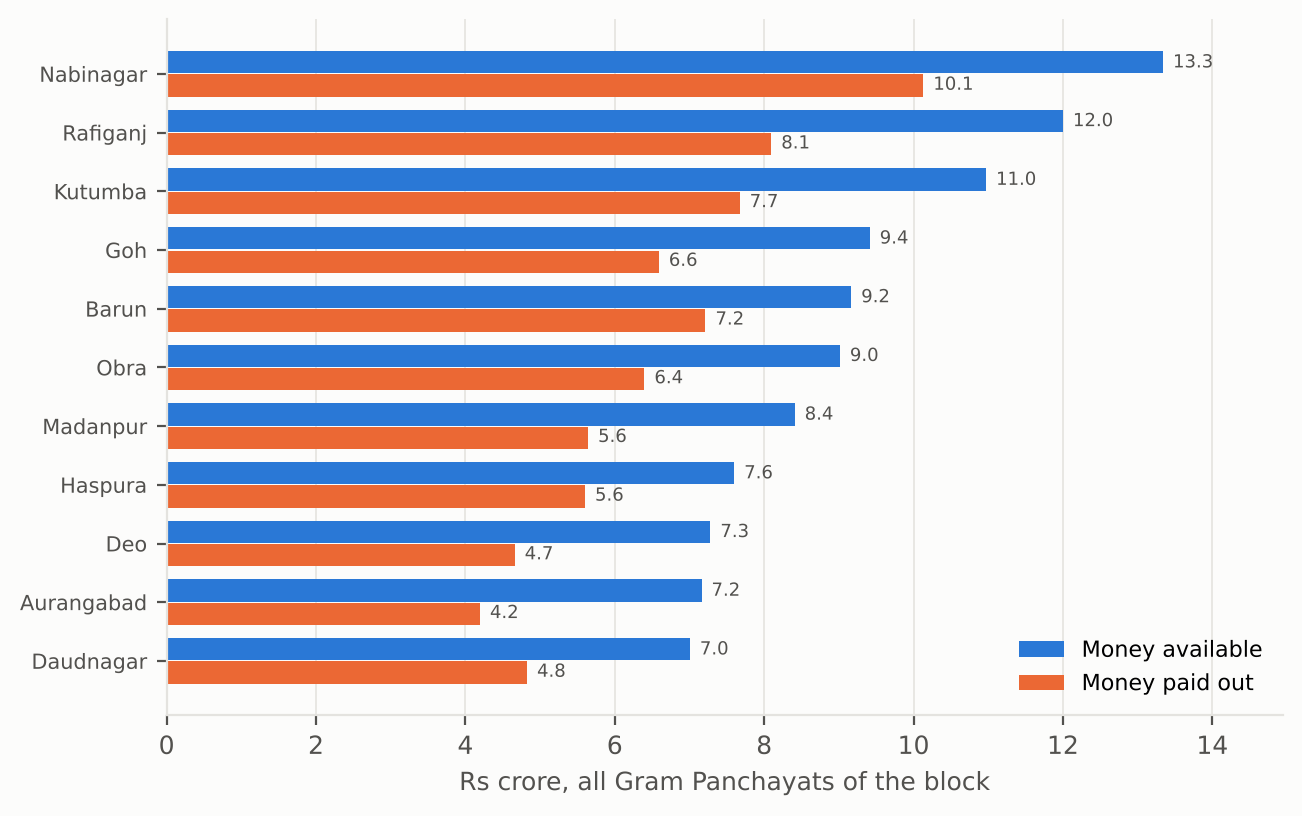 Nabinagar 13.3
10.1
Rafiganj 12.0
8.1
Kutumba 11.0
7.7
Goh 9.4
6.6
Barun 9.2
7.2
Obra 9.0
6.4
Madanpur 8.4
5.6
Haspura 7.6
5.6
Deo 7.3
4.7
Aurangabad 7.2
4.2
Daudnagar 7.0
4.8
Money available
Money paid out
0 2 4 6 8 10 12 14
Rs crore, all Gram Panchayats of the block